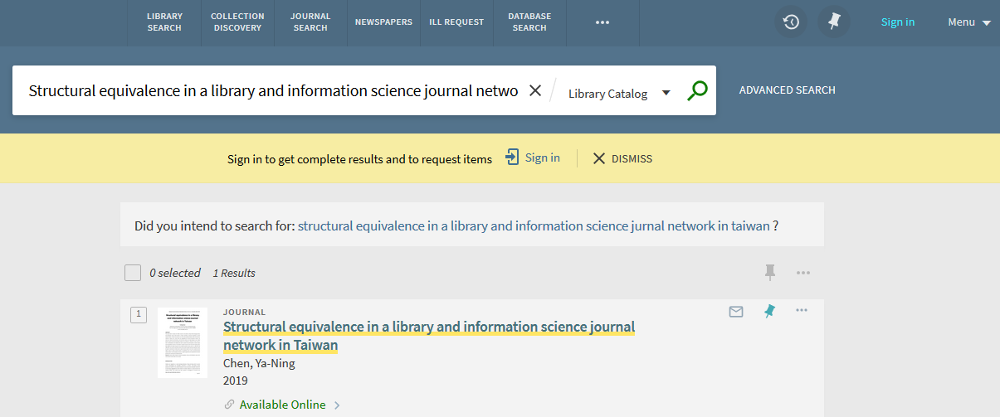 LIBRARY SEARCH
COLLECTION DISCOVERY
JOURNAL SEARCH
NEWSPAPERS
ILL REQUEST
DATABASE SEARCH
Sign in
Menu
Structural equivalence in a library and information science journal netwo
Library Catalog
ADVANCED SEARCH
Sign in to get complete results and to request items
Sign in
DISMISS
Did you intend to search for: structural equivalence in a library and information science jurnal network in taiwan ?
0 selected
1 Results
1
JOURNAL
Structural equivalence in a library and information science journal
network in Taiwan
Chen, Ya-Ning
2019
Available Online